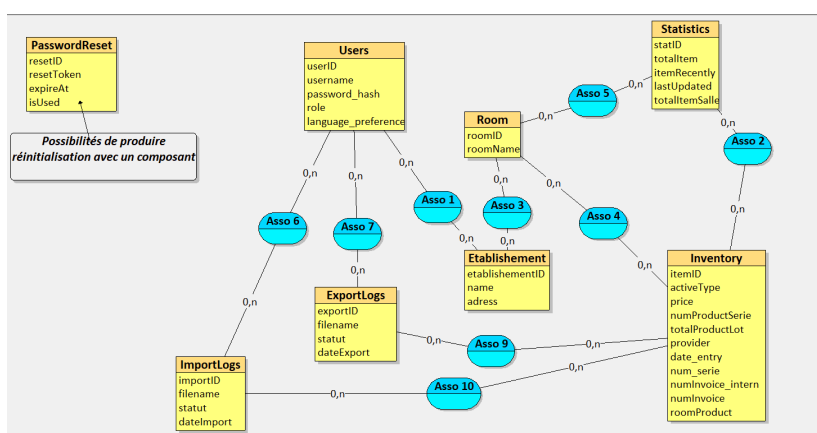 PasswordReset
resetID
resetToken
expireAt
isUsed
Possibilités de produire
réinitialisation avec un composant
Users
userID
username
password_hash
role
language_preference
Statistics
statID
totalItem
itemRecently
lastUpdated
totalItemSalle
Room
roomID
roomName
Asso 5
0,n
0,n
Asso 2
0,n
0,n
Asso 6
0,n
0,n
Asso 7
0,n
0,n
Asso 1
0,n
0,n
Asso 3
0,n
0,n
Asso 4
0,n
0,n
Etablishement
etablishementID
name
adress
Inventory
itemID
activeType
price
numProductSerie
totalProductLot
provider
date_entry
num_serie
numInvoice_intern
numInvoice
roomProduct
ExportLogs
exportID
filename
statut
dateExport
Asso 9
0,n
0,n
ImportLogs
importID
filename
statut
dateImport
Asso 10
0,n
0,n